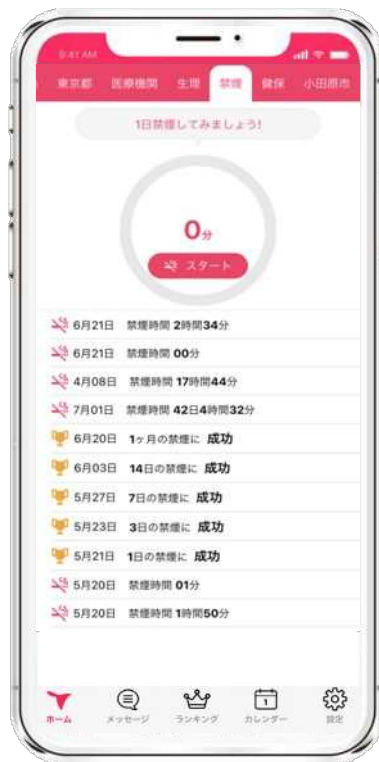 9:41 AM
東京都 医療機関 生理 禁煙 健保 小田原市
1日禁煙してみましょう!
0分
スタート
6月21日 禁煙時間 2時間34分
6月21日 禁煙時間 00分
4月08日 禁煙時間 17時間44分
7月01日 禁煙時間 42日4時間32分
6月20日 1ヶ月の禁煙に 成功
6月03日 14日の禁煙に 成功
5月27日 7日の禁煙に 成功
5月23日 3日の禁煙に 成功
5月21日 1日の禁煙に 成功
5月20日 禁煙時間 01分
5月20日 禁煙時間 1時間50分
1
ホーム メッセージ ランキング カレンダー 設定